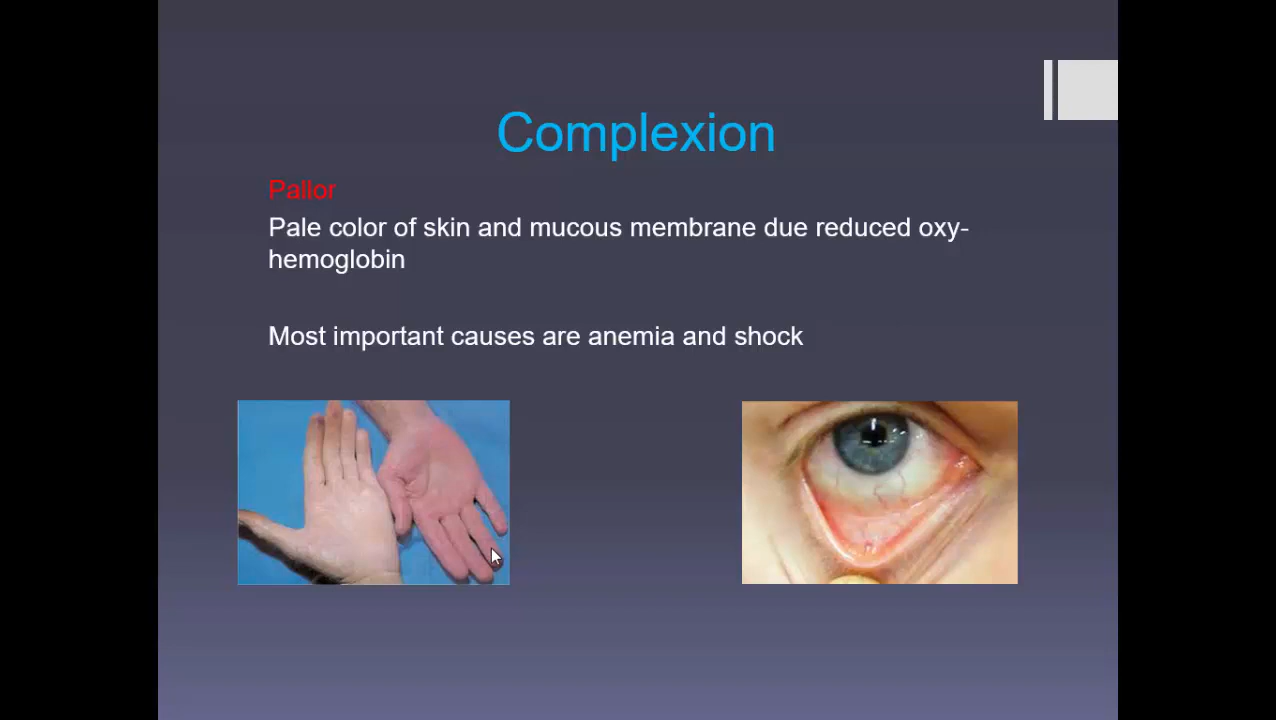 Complexion
Pallor
Pale color of skin and mucous membrane due reduced oxy-
hemoglobin
Most important causes are anemia and shock